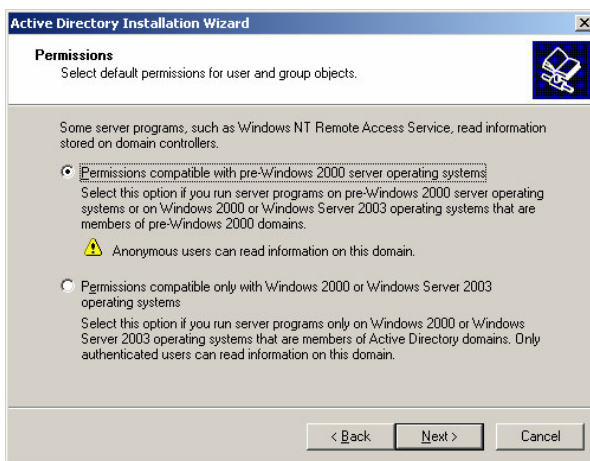 Active Directory Installation Wizard
Permissions
Select default permissions for user and group objects.
Some server programs, such as Windows NT Remote Access Service, read information
stored on domain controllers.
Permissions compatible with pre-Windows 2000 server operating systems
Select this option if you run server programs on pre-Windows 2000 server operating
systems or on Windows 2000 or Windows Server 2003 operating systems that are
members of pre-Windows 2000 domains.
Anonymous users can read information on this domain.
Permissions compatible only with Windows 2000 or Windows Server 2003
operating systems
Select this option if you run server programs only on Windows 2000 or Windows
Server 2003 operating systems that are members of Active Directory domains. Only
authenticated users can read information on this domain.
< Back Next > Cancel